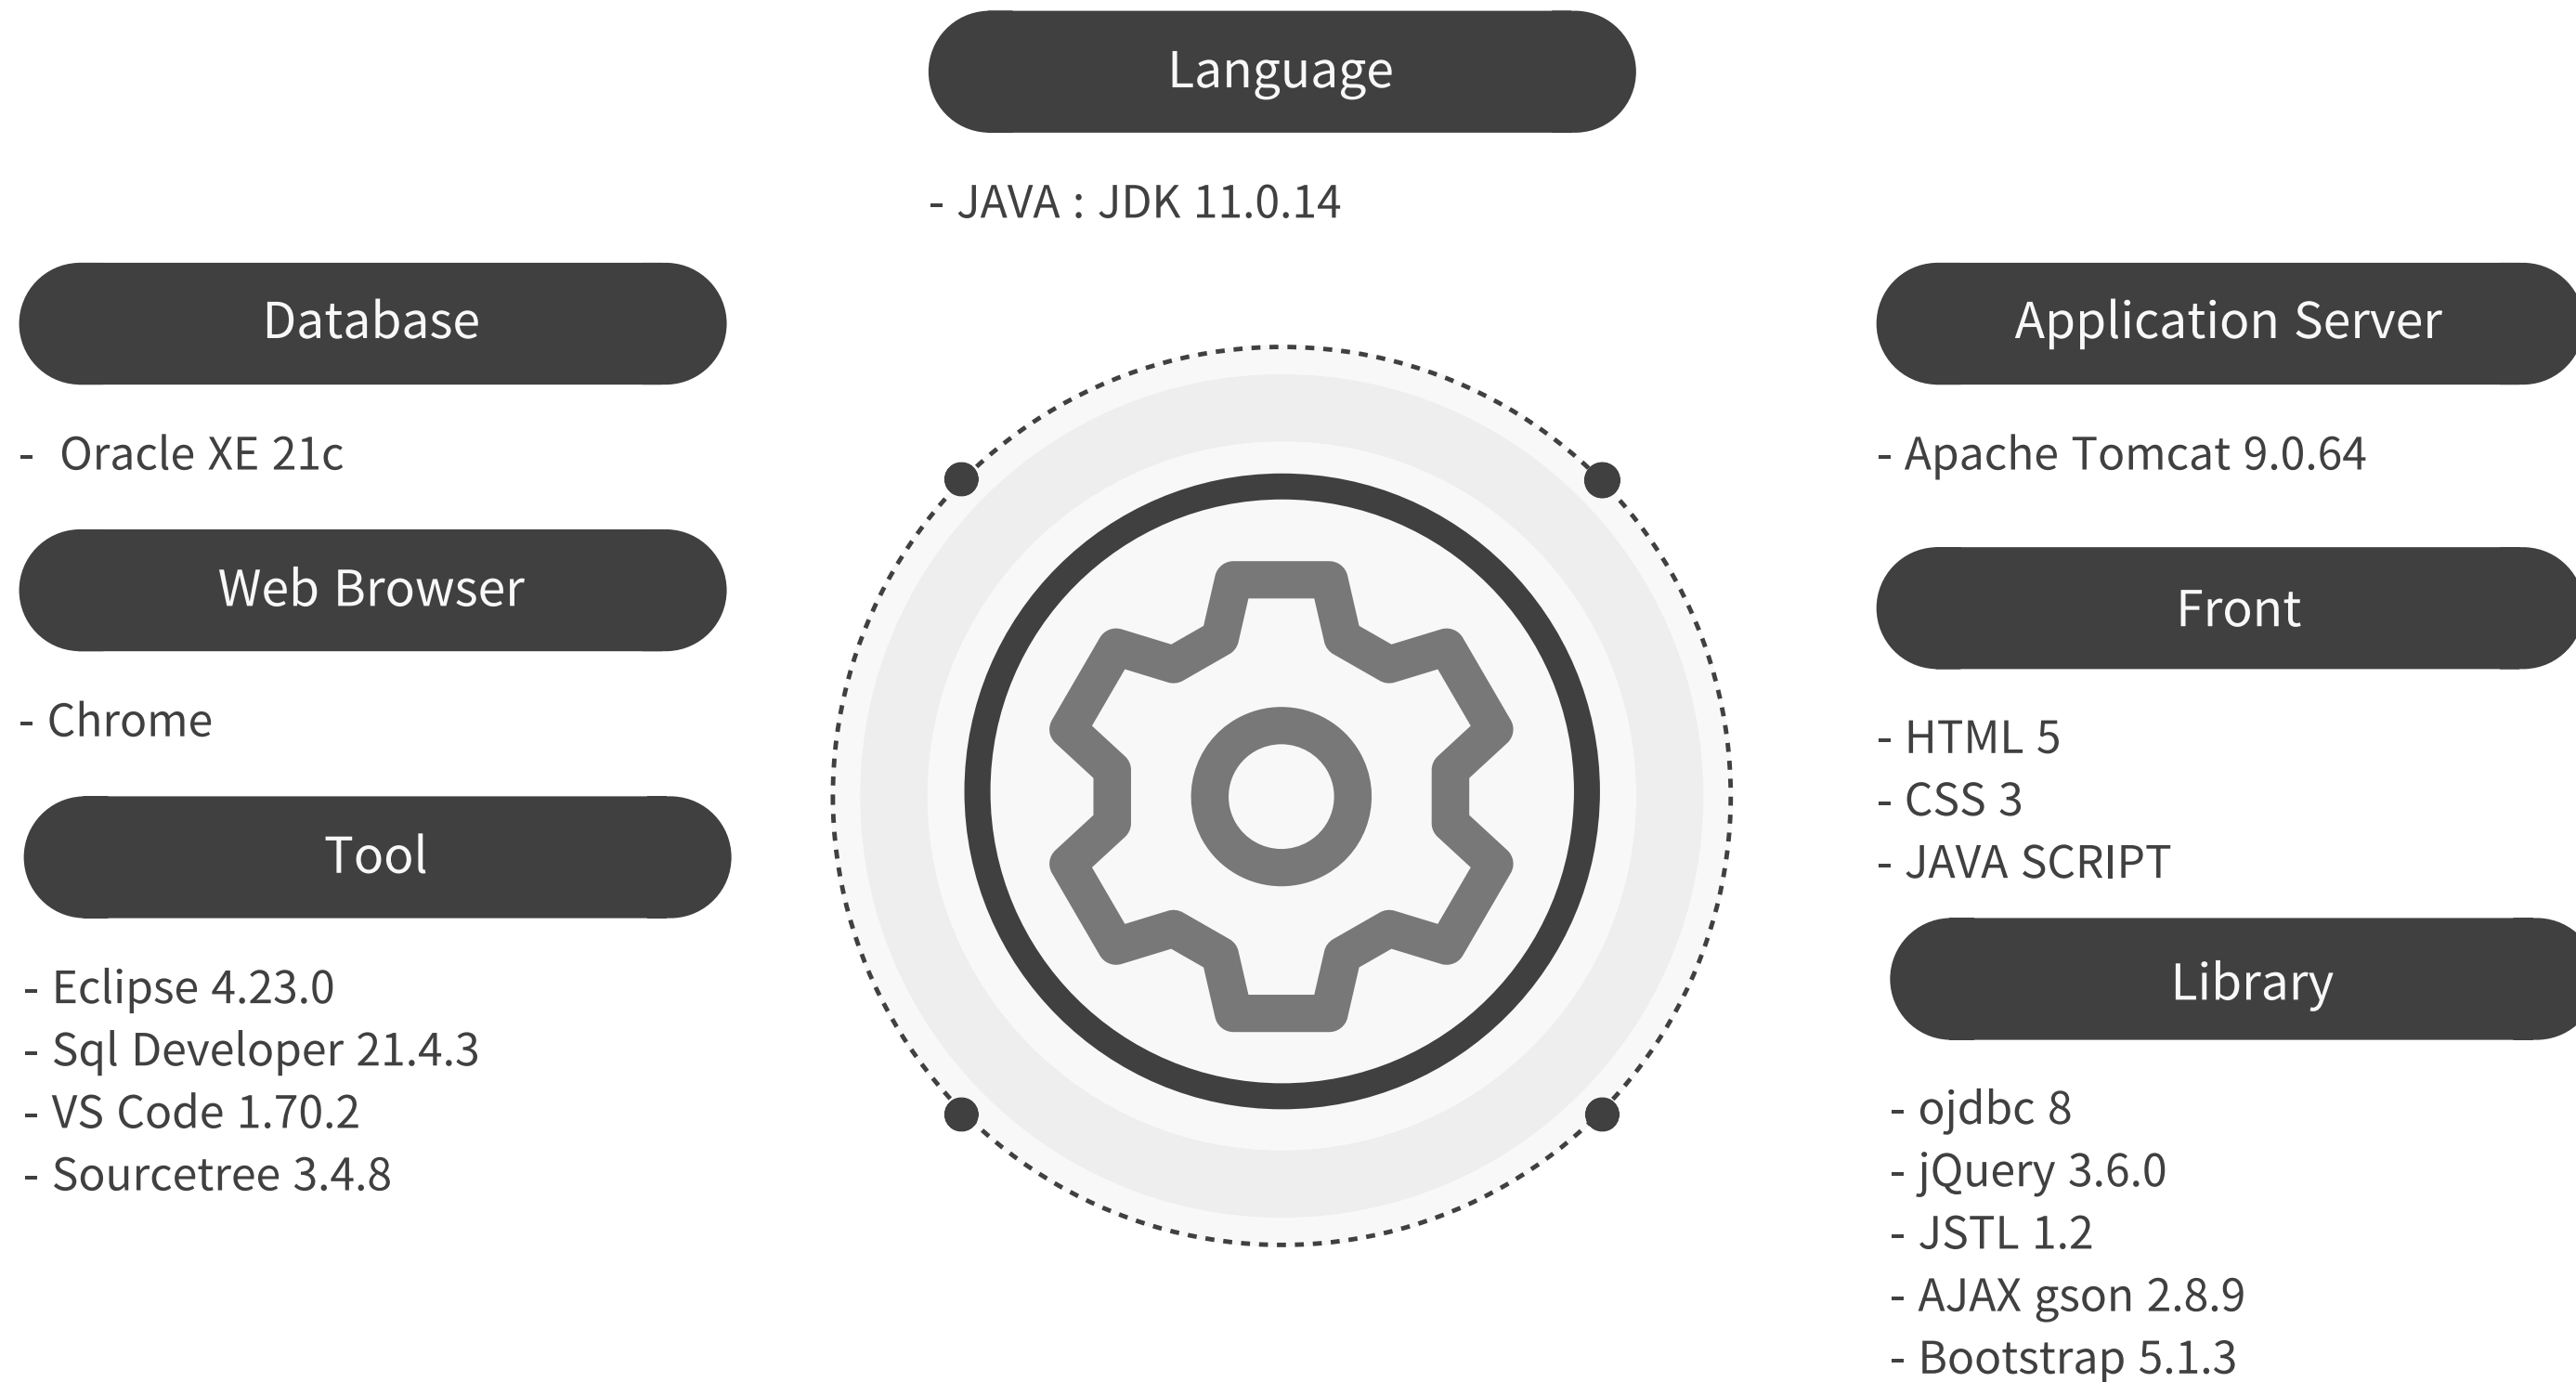 Language
- JAVA : JDK 11.0.14
Database
- Oracle XE 21c
Web Browser
- Chrome
Tool
- Eclipse 4.23.0
- Sql Developer 21.4.3
- VS Code 1.70.2
- Sourcetree 3.4.8
Application Server
- Apache Tomcat 9.0.64
Front
- HTML 5
- CSS 3
- JAVA SCRIPT
Library
- ojdbc 8
- jQuery 3.6.0
- JSTL 1.2
- AJAX gson 2.8.9
- Bootstrap 5.1.3